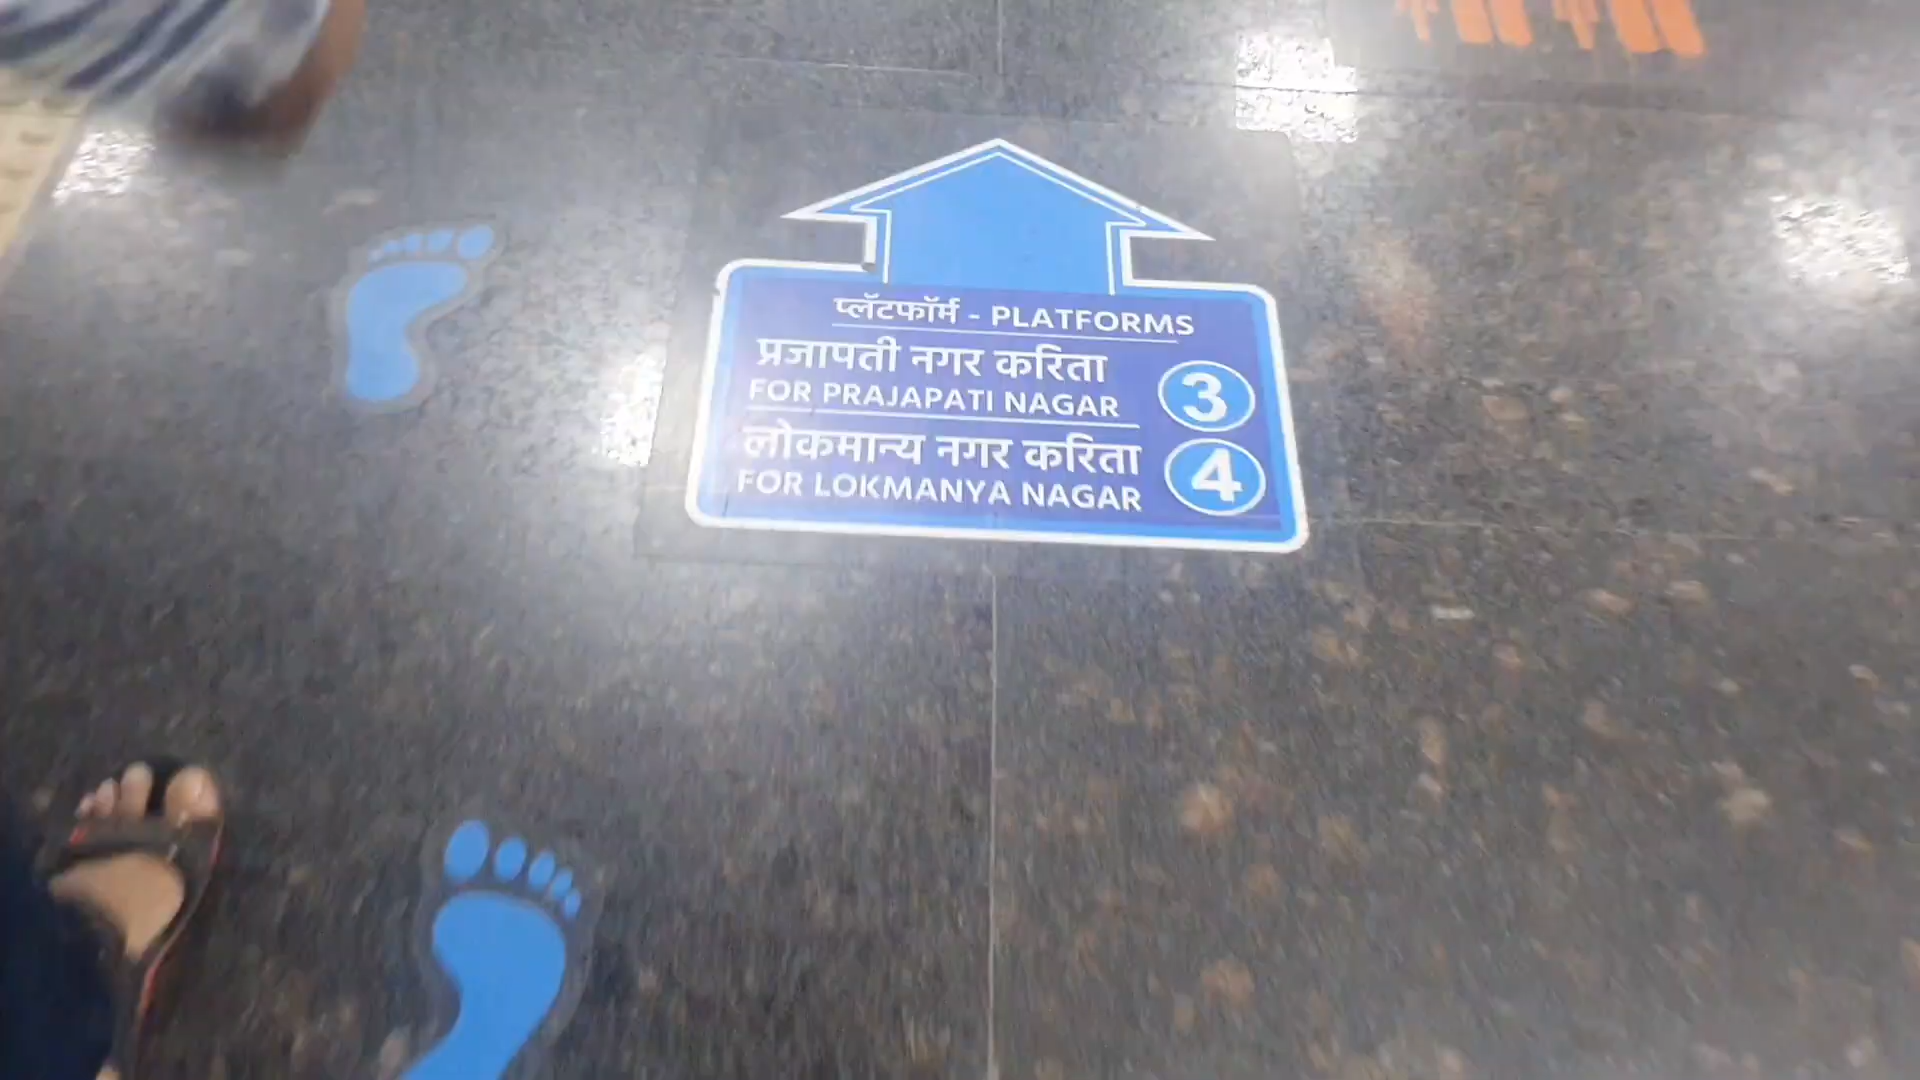 प्लॅटफॉर्म - PLATFORMS
प्रजापती नगर करिता
FOR PRAJAPATI NAGAR
3
लोकमान्य नगर करिता
FOR LOKMANYA NAGAR
4